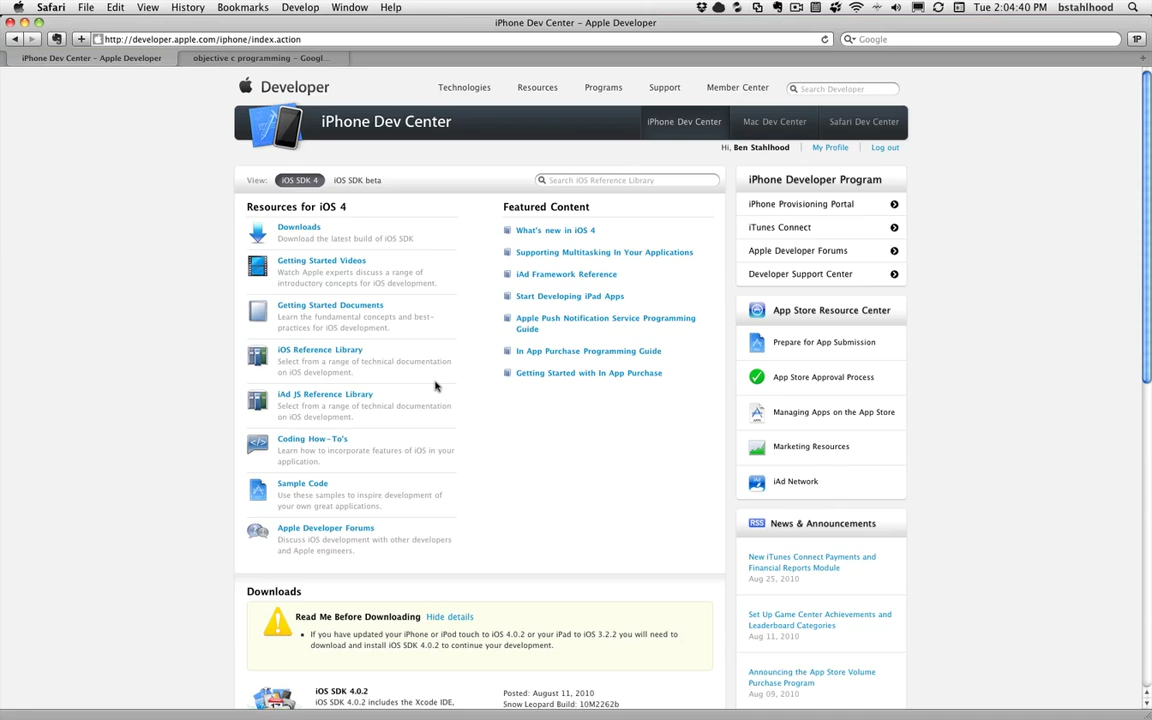 Safari File Edit View History Bookmarks Develop Window Help Tue 2:04:40 PM bstahlhood
iPhone Dev Center – Apple Developer
http://developer.apple.com/iphone/index.action
Google
1P
iPhone Dev Center – Apple Developer
objective c programming – Googl...
Developer
Technologies Resources Programs Support Member Center
Search Developer
iPhone Dev Center
iPhone Dev Center Mac Dev Center Safari Dev Center
Hi, Ben Stahlhood My Profile Log out
View: iOS SDK 4 iOS SDK beta
Search iOS Reference Library
Resources for iOS 4
Downloads
Download the latest build of iOS SDK
Getting Started Videos
Watch Apple experts discuss a range of
introductory concepts for iOS development.
Getting Started Documents
Learn the fundamental concepts and best-
practices for iOS development.
iOS Reference Library
Select from a range of technical documentation
on iOS development.
iAd JS Reference Library
Select from a range of technical documentation
on iOS development.
Coding How-To's
Learn how to incorporate features of iOS in your
application.
Sample Code
Use these samples to inspire development of
your own great applications.
Apple Developer Forums
Discuss iOS development with other developers
and Apple engineers.
Featured Content
What's new in iOS 4
Supporting Multitasking In Your Applications
iAd Framework Reference
Start Developing iPad Apps
Apple Push Notification Service Programming
Guide
In App Purchase Programming Guide
Getting Started with In App Purchase
Downloads
Read Me Before Downloading Hide details
• If you have updated your iPhone or iPod touch to iOS 4.0.2 or your iPad to iOS 3.2.2 you will need to
download and install iOS SDK 4.0.2 to continue your development.
iOS SDK 4.0.2
iOS SDK 4.0.2 includes the Xcode IDE,
Posted: August 11, 2010
Snow Leopard Build: 10M2262b
iPhone Developer Program
iPhone Provisioning Portal
iTunes Connect
Apple Developer Forums
Developer Support Center
App Store Resource Center
Prepare for App Submission
App Store Approval Process
Managing Apps on the App Store
Marketing Resources
iAd Network
RSS News & Announcements
New iTunes Connect Payments and
Financial Reports Module
Aug 25, 2010
Set Up Game Center Achievements and
Leaderboard Categories
Aug 11, 2010
Announcing the App Store Volume
Purchase Program
Aug 09, 2010